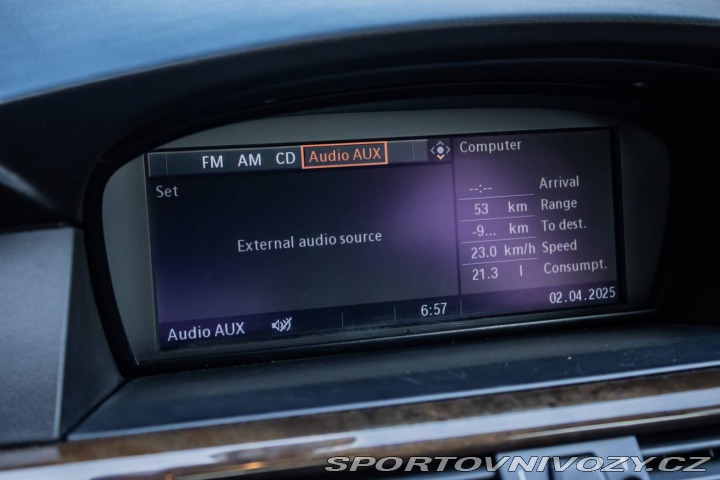 FM AM CD Audio AUX
Set
External audio source
Audio AUX
6:57
Computer
--:-- Arrival
53 km Range
-9... km To dest.
23.0 km/h Speed
21.3 l Consumpt.
02.04.2025
SPORTOVNIVOZY.CZ